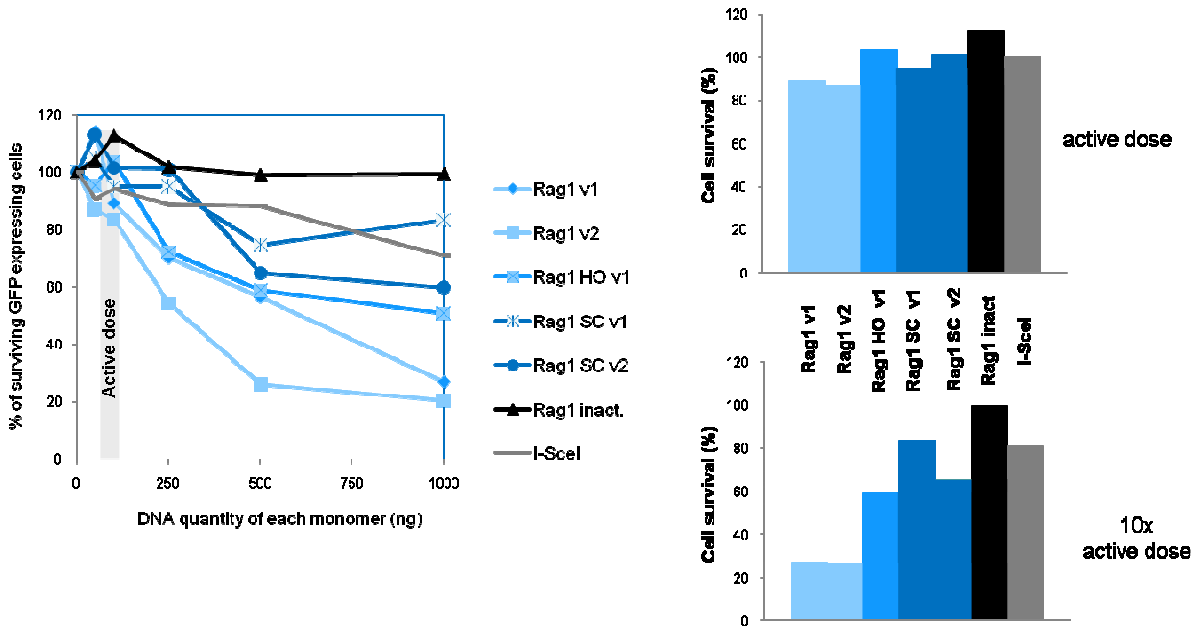 % of surviving GFP expressing cells
120
100
80
60
40
20
0
Active dose
0
250
500
750
1000
DNA quantity of each monomer (ng)
Rag1 v1
Rag1 v2
Rag1 HO v1
Rag1 SC v1
Rag1 SC v2
Rag1 inact.
I-SceI
Cell survival (%)
120
100
80
60
40
20
0
active dose
Rag1 v1
Rag1 v2
Rag1 HO v1
Rag1 SC v1
Rag1 SC v2
Rag1 inact
I-SceI
Cell survival (%)
120
100
80
60
40
20
0
10x
active dose